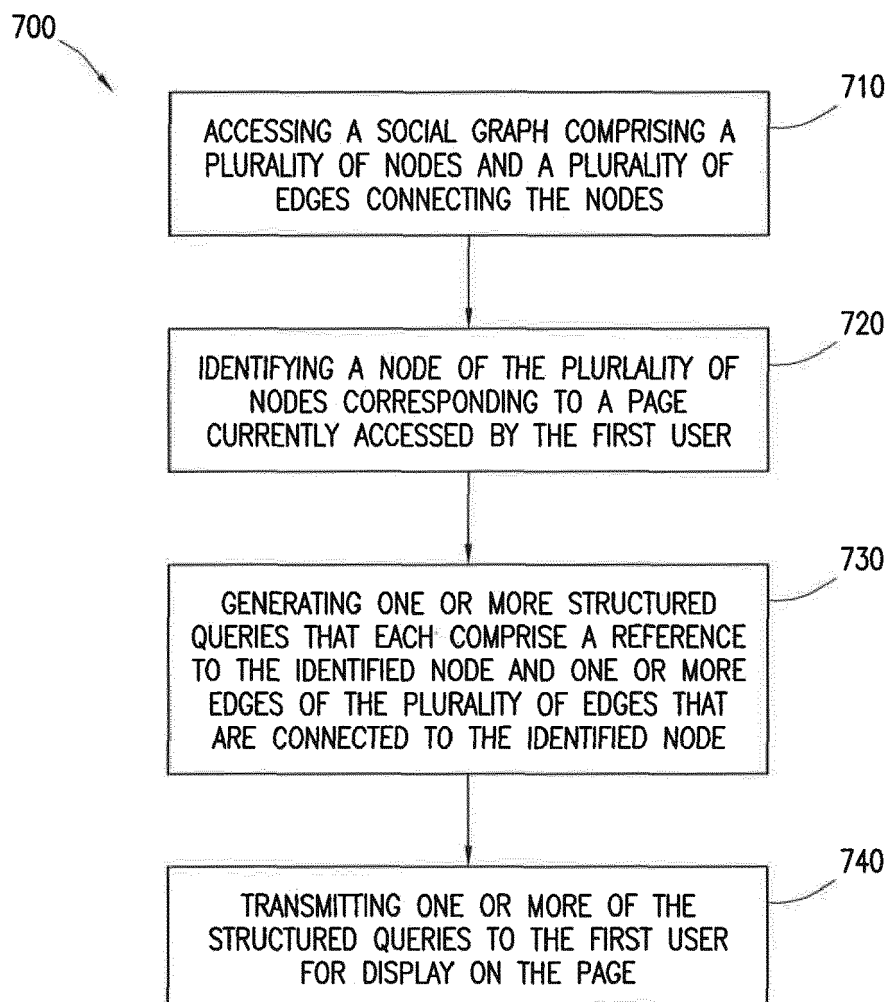 700
710
ACCESSING A SOCIAL GRAPH COMPRISING A
PLURALITY OF NODES AND A PLURALITY OF
EDGES CONNECTING THE NODES
720
IDENTIFYING A NODE OF THE PLURLALITY OF
NODES CORRESPONDING TO A PAGE
CURRENTLY ACCESSED BY THE FIRST USER
730
GENERATING ONE OR MORE STRUCTURED
QUERIES THAT EACH COMPRISE A REFERENCE
TO THE IDENTIFIED NODE AND ONE OR MORE
EDGES OF THE PLURALITY OF EDGES THAT
ARE CONNECTED TO THE IDENTIFIED NODE
740
TRANSMITTING ONE OR MORE OF THE
STRUCTURED QUERIES TO THE FIRST USER
FOR DISPLAY ON THE PAGE